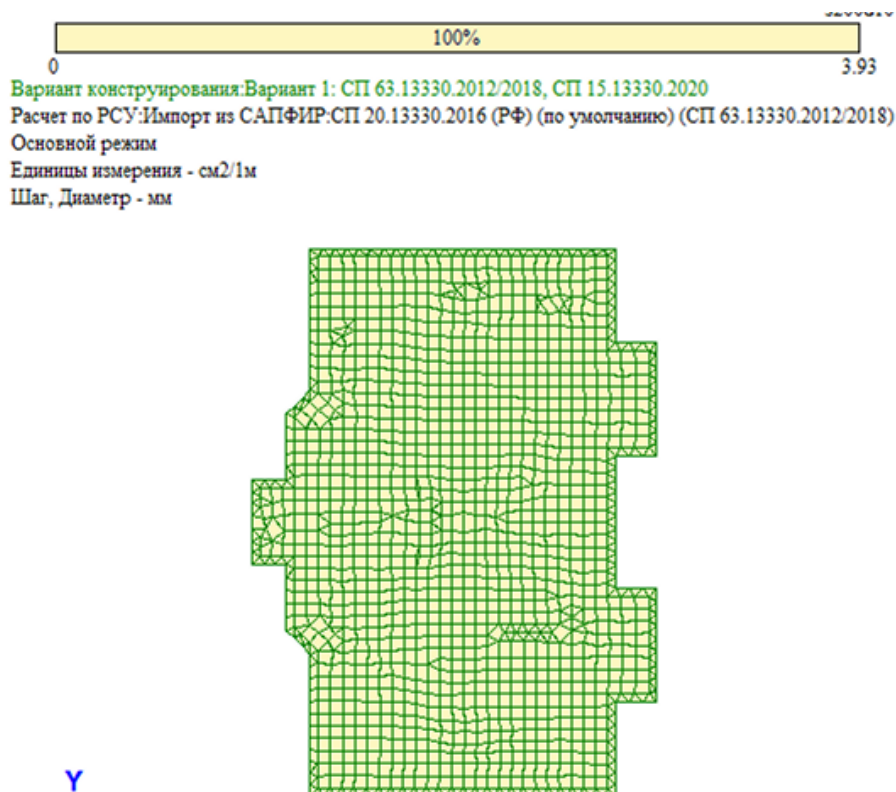 100%
0 3.93
Вариант конструирования:Вариант 1: СП 63.13330.2012/2018, СП 15.13330.2020
Расчет по РСУ:Импорт из САПФИР:СП 20.13330.2016 (РФ) (по умолчанию) (СП 63.13330.2012/2018)
Основной режим
Единицы измерения - см2/1м
Шаг, Диаметр - мм
Y